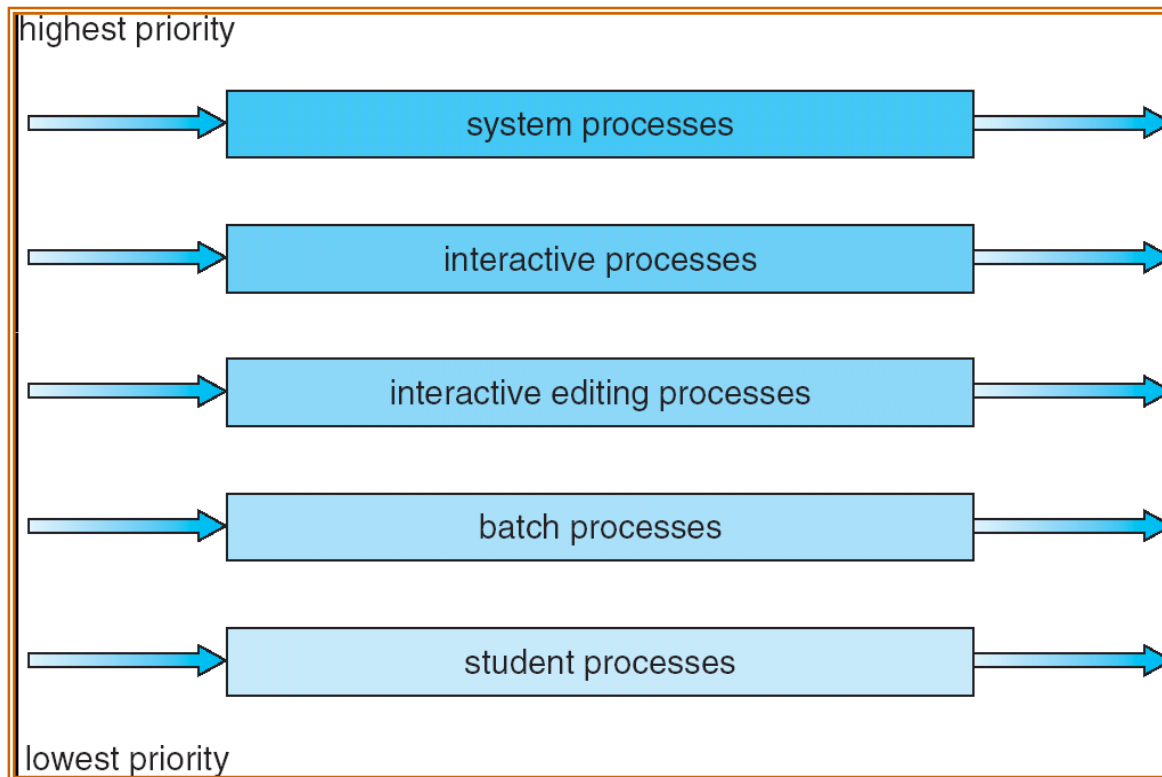 highest priority
system processes
interactive processes
interactive editing processes
batch processes
student processes
lowest priority